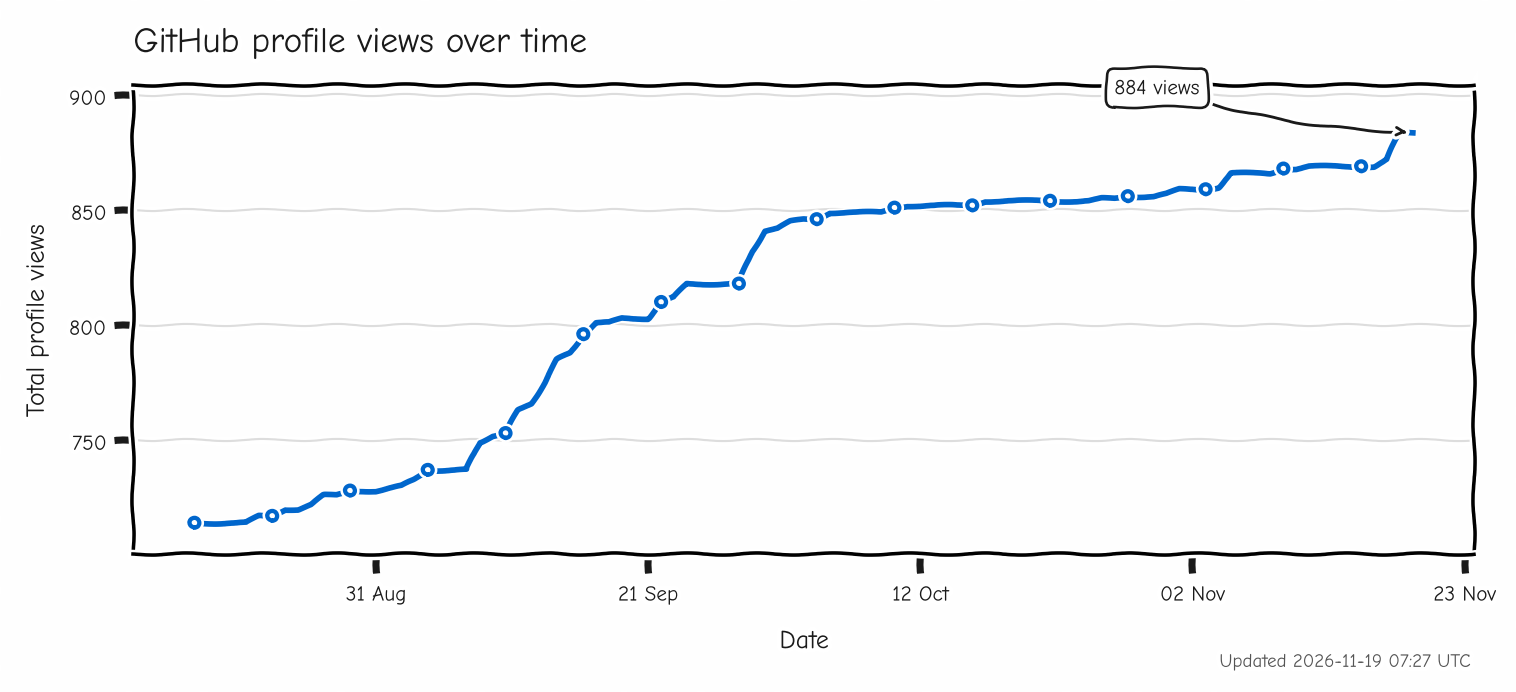 GitHub profile views over time
884 views
900
850
800
750
Total profile views
31 Aug
21 Sep
12 Oct
02 Nov
23 Nov
Date
Updated 2026-11-19 07:27 UTC